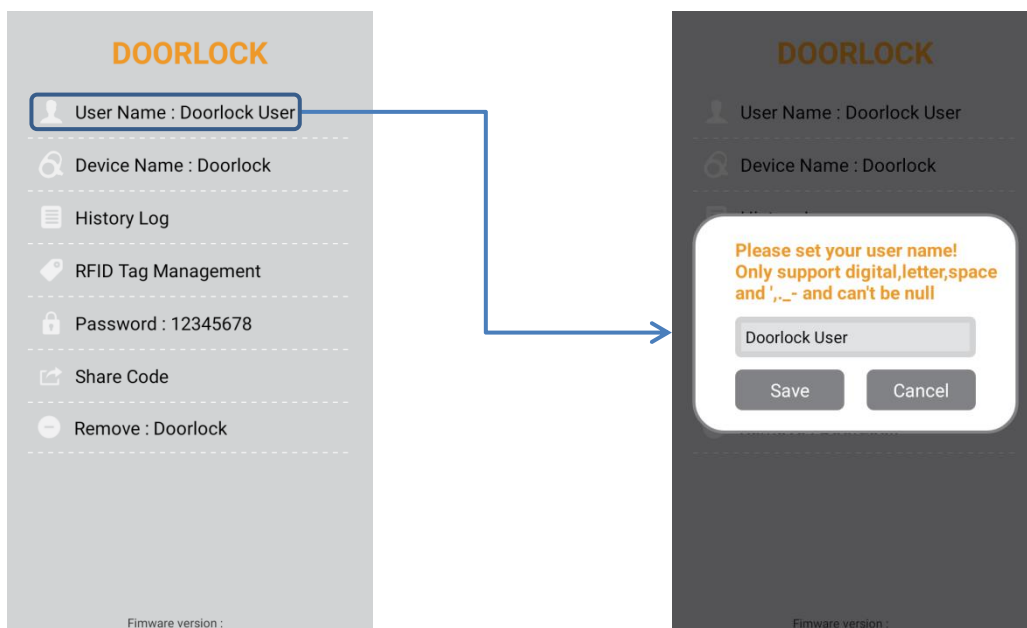 DOORLOCK
User Name : Doorlock User
Device Name : Doorlock
History Log
RFID Tag Management
Password : 12345678
Share Code
Remove : Doorlock
Fimware version :
DOORLOCK
User Name : Doorlock User
Device Name : Doorlock
Please set your user name!
Only support digital,letter,space
and ',._- and can't be null
Doorlock User
Save Cancel
Fimware version :